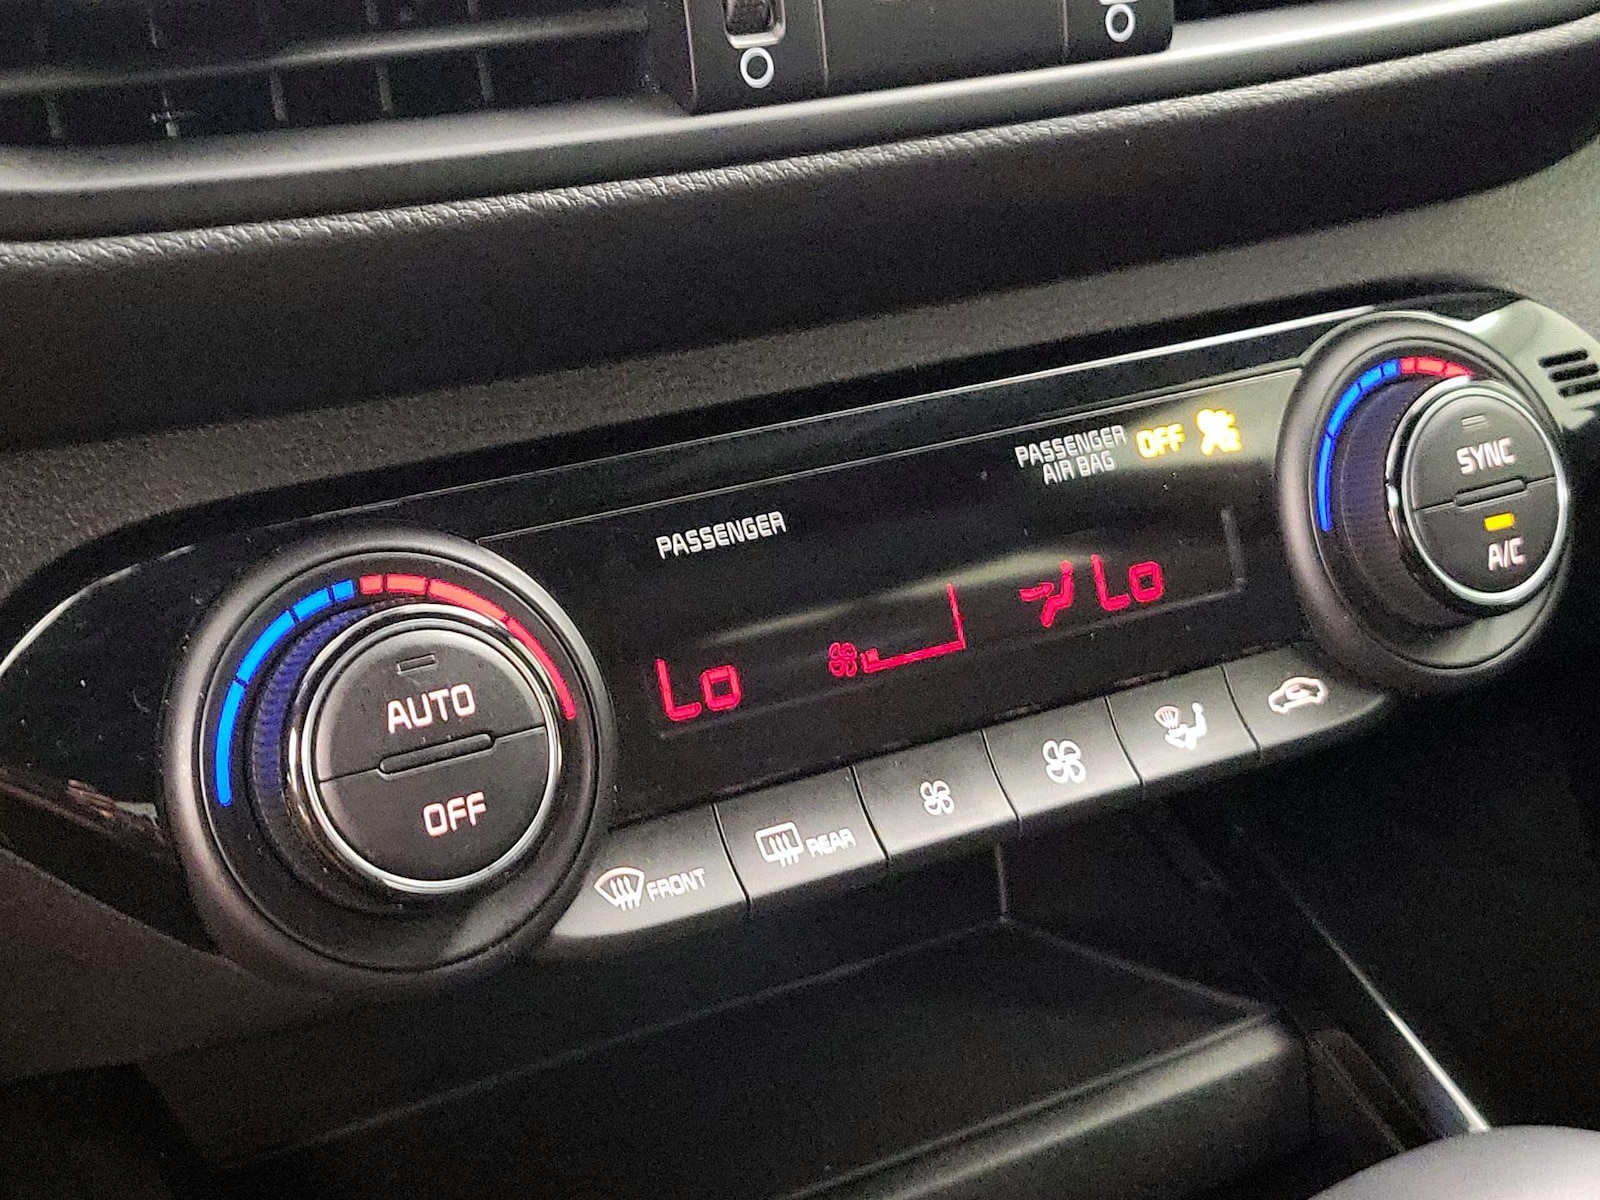 PASSENGER
AIR BAG
OFF
PASSENGER
Lo
Lo
AUTO
OFF
SYNC
A/C
FRONT
REAR